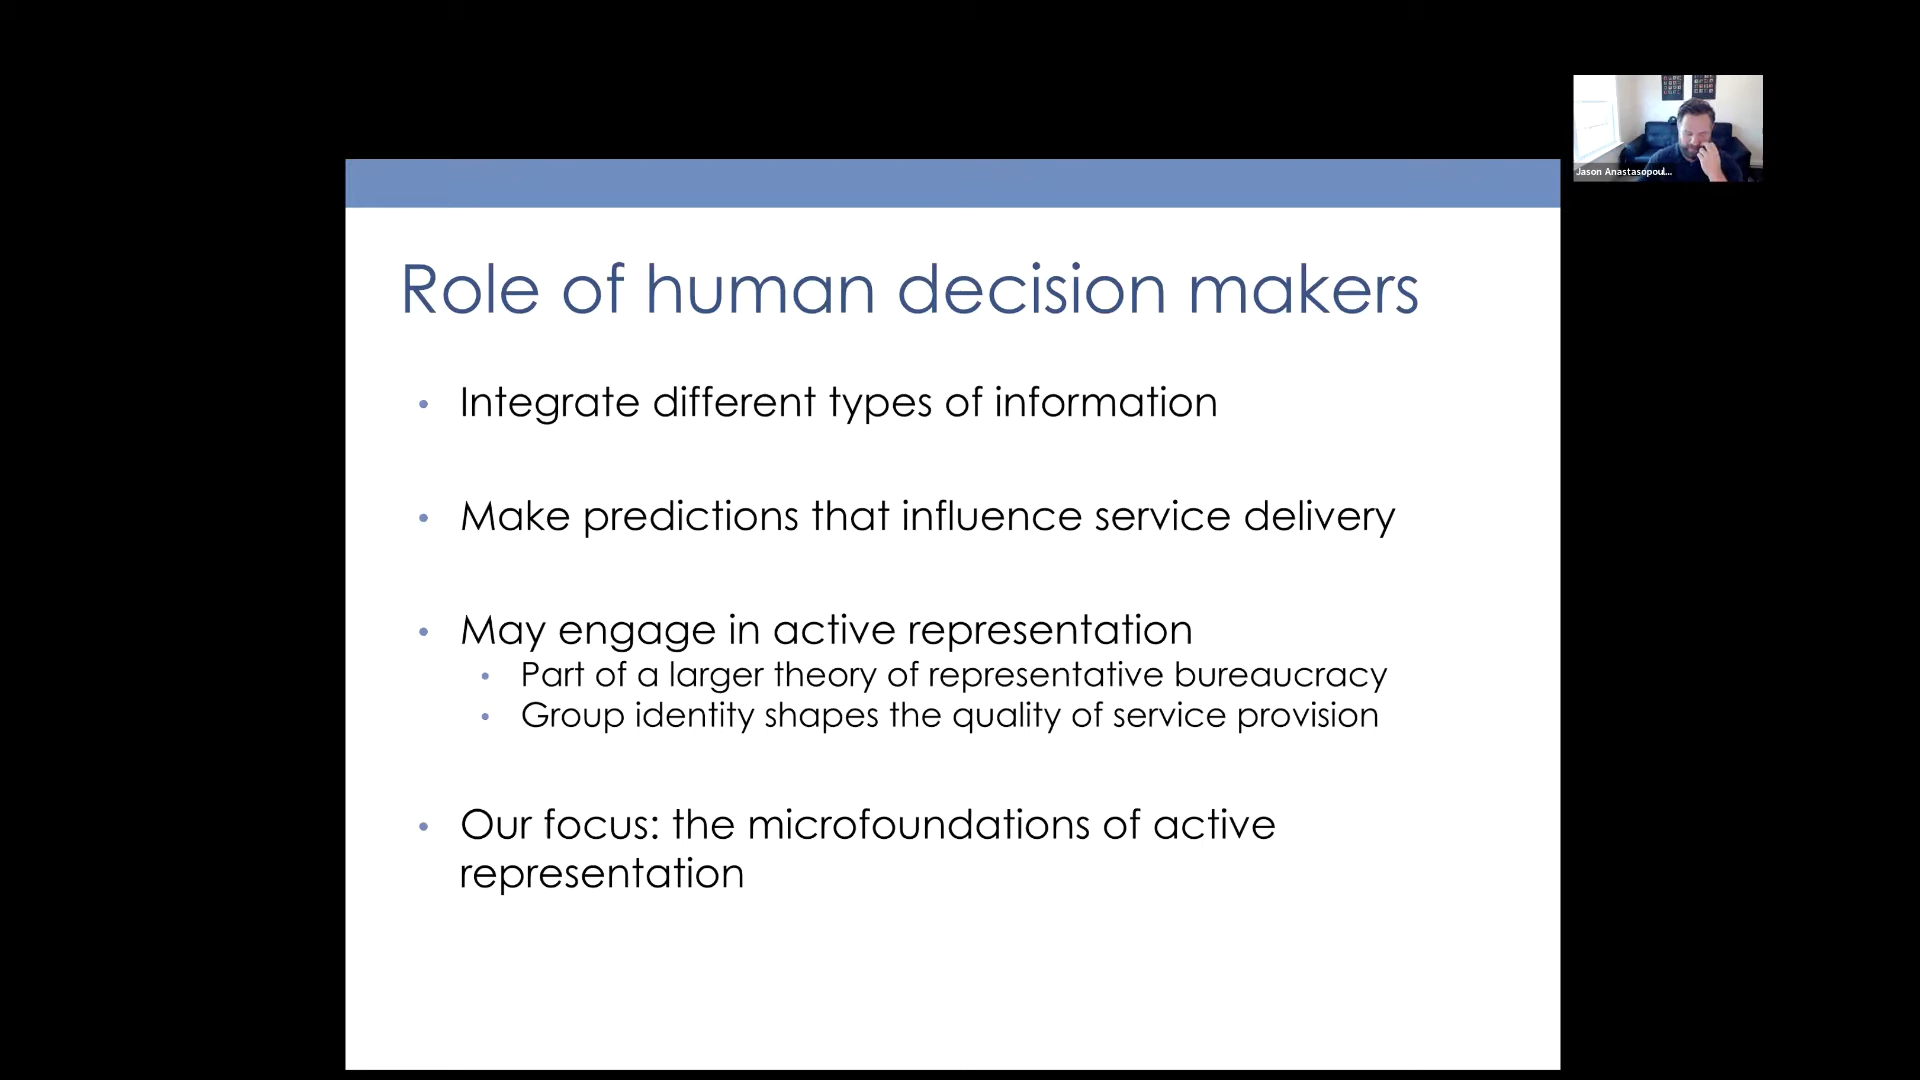 Jason Anastasopoul...
Role of human decision makers
• Integrate different types of information
• Make predictions that influence service delivery
• May engage in active representation
• Part of a larger theory of representative bureaucracy
• Group identity shapes the quality of service provision
• Our focus: the microfoundations of active
representation